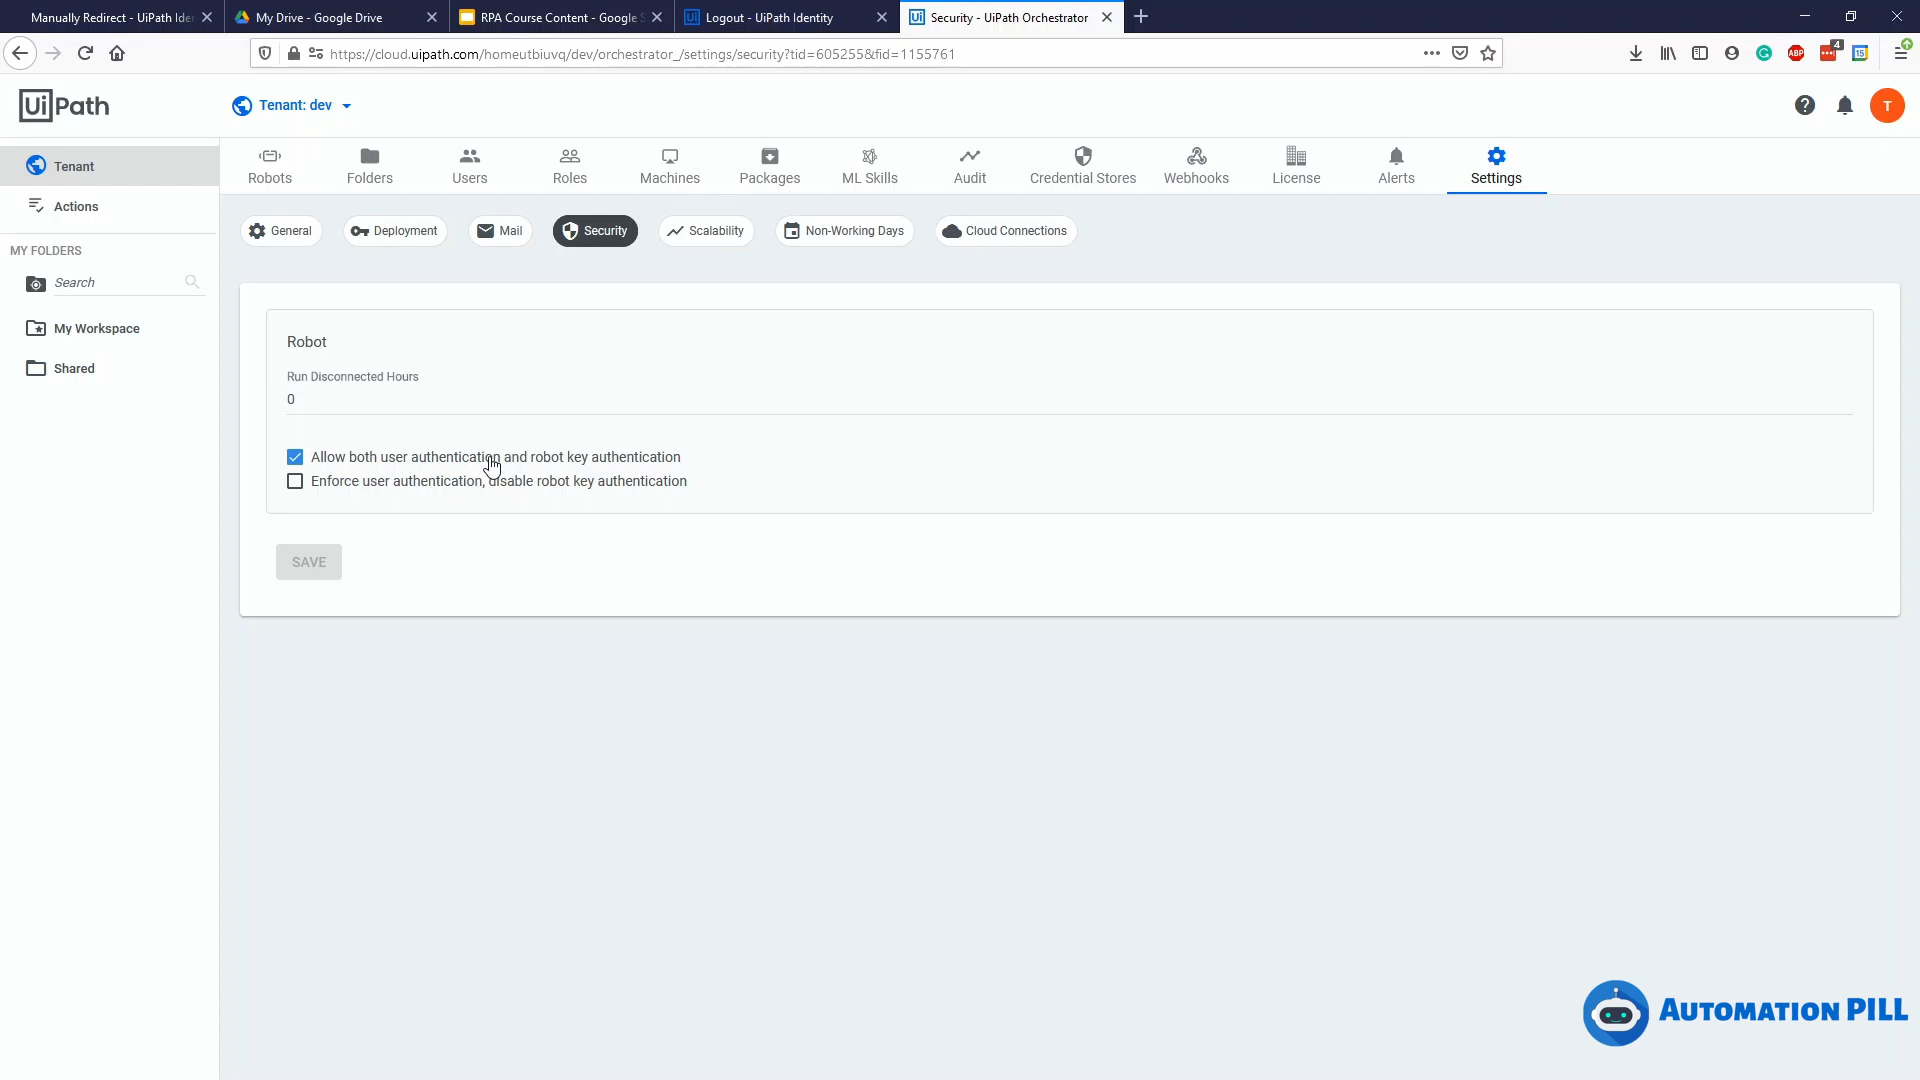 Manually Redirect - UiPath Ide
My Drive - Google Drive
RPA Course Content - Google S
Logout - UiPath Identity
Security - UiPath Orchestrator
https://cloud.uipath.com/homeutbiuvq/dev/orchestrator_/settings/security?tid=605255&fid=1155761
ABP
4
15
UiPath
Tenant: dev
T
Tenant
Actions
MY FOLDERS
Search
My Workspace
Shared
Robots
Folders
Users
Roles
Machines
Packages
ML Skills
Audit
Credential Stores
Webhooks
License
Alerts
Settings
General
Deployment
Mail
Security
Scalability
Non-Working Days
Cloud Connections
Robot
Run Disconnected Hours
0
Allow both user authentication and robot key authentication
Enforce user authentication, disable robot key authentication
SAVE
AUTOMATION PILL